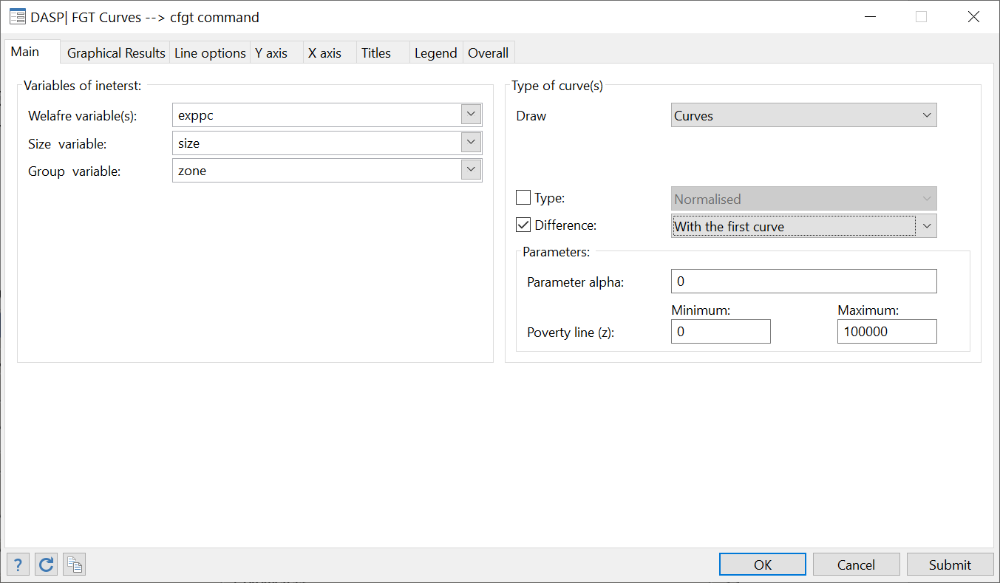 DASP| FGT Curves --> cfgt command
Main Graphical Results Line options Y axis X axis Titles Legend Overall
Variables of ineterst:
Welafre variable(s): exppc
Size variable: size
Group variable: zone
Type of curve(s)
Draw Curves
Type: Normalised
Difference: With the first curve
Parameters:
Parameter alpha: 0
Minimum: Maximum:
Poverty line (z): 0 100000
? OK Cancel Submit